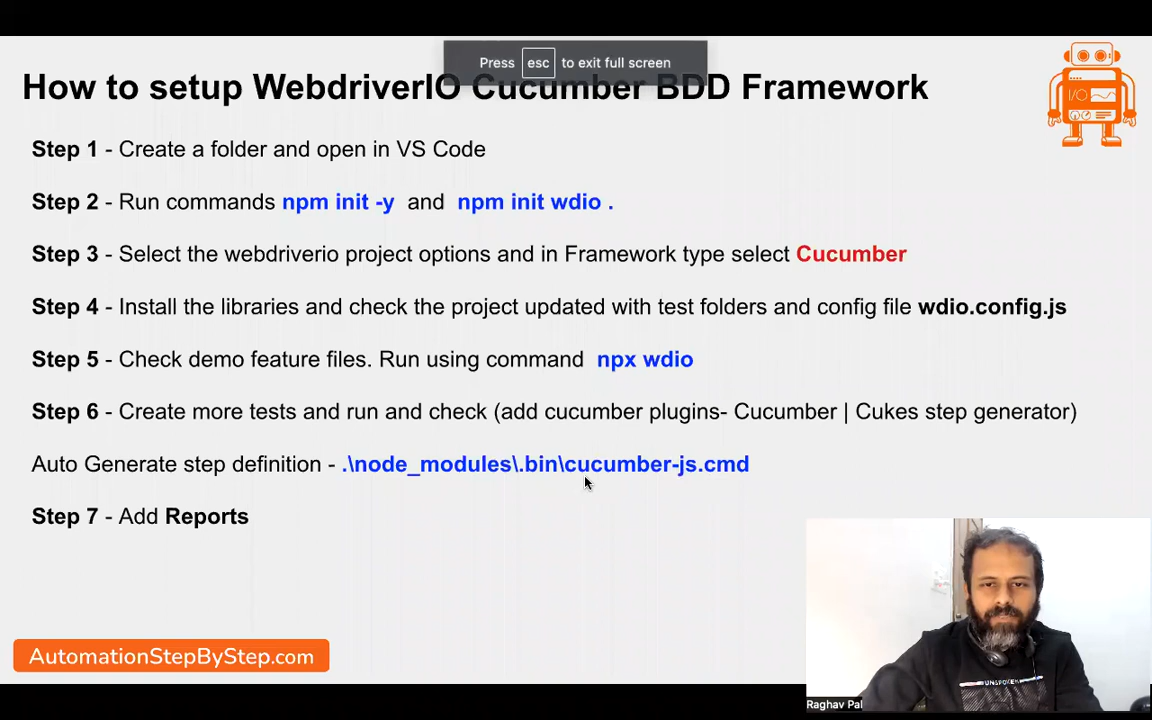 Press esc to exit full screen
How to setup WebdriverIO Cucumber BDD Framework
I/O
Step 1 - Create a folder and open in VS Code
Step 2 - Run commands npm init -y and npm init wdio .
Step 3 - Select the webdriverio project options and in Framework type select Cucumber
Step 4 - Install the libraries and check the project updated with test folders and config file wdio.config.js
Step 5 - Check demo feature files. Run using command npx wdio
Step 6 - Create more tests and run and check (add cucumber plugins- Cucumber | Cukes step generator)
Auto Generate step definition - .\node_modules\.bin\cucumber-js.cmd
Step 7 - Add Reports
AutomationStepByStep.com
UNSPOKEN
Raghav Pal